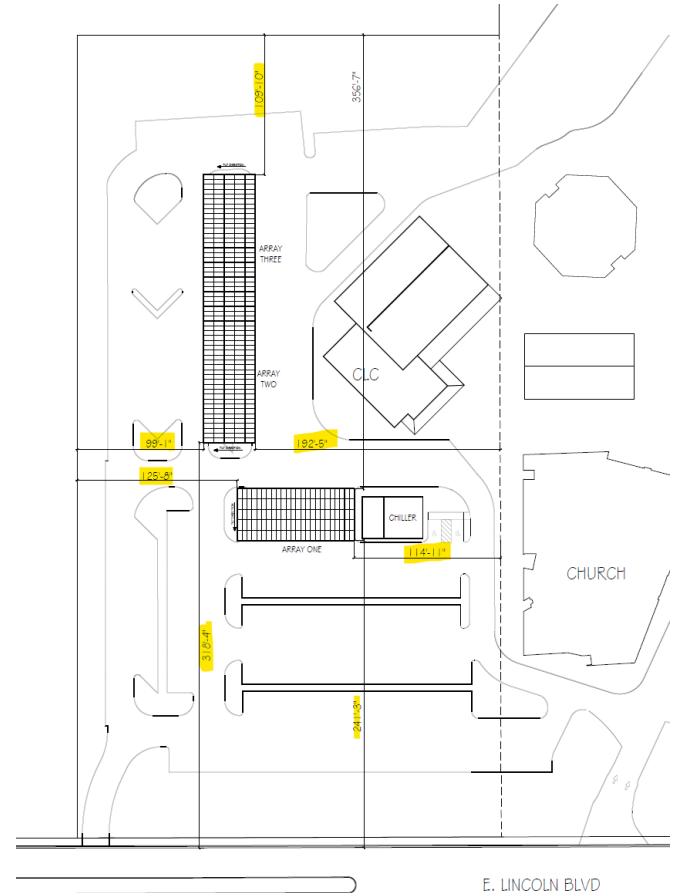 109'-10"
356'-7"
ARRAY
THREE
ARRAY
TWO
CLC
99'-1"
192'-5"
125'-8"
CHILLER
ARRAY ONE
114'-11"
CHURCH
318'-4"
241'-3"
E. LINCOLN BLVD